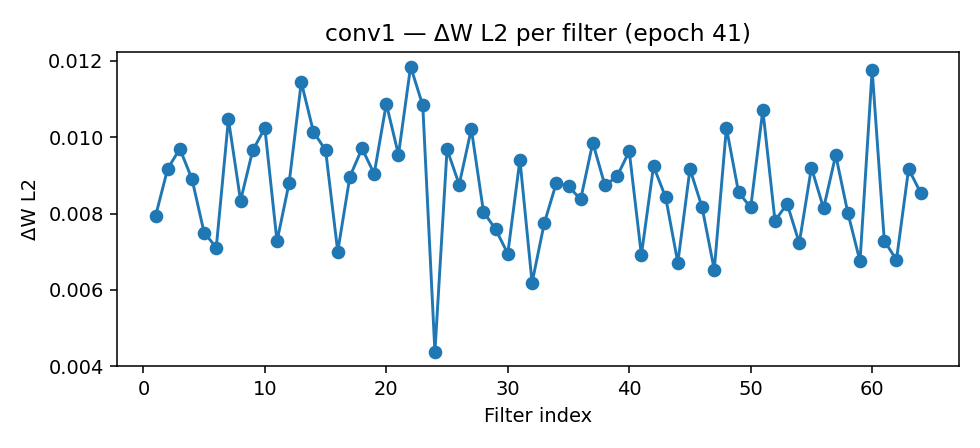 conv1 — ΔW L2 per filter (epoch 41)
ΔW L2
0.012
0.010
0.008
0.006
0.004
0 10 20 30 40 50 60
Filter index